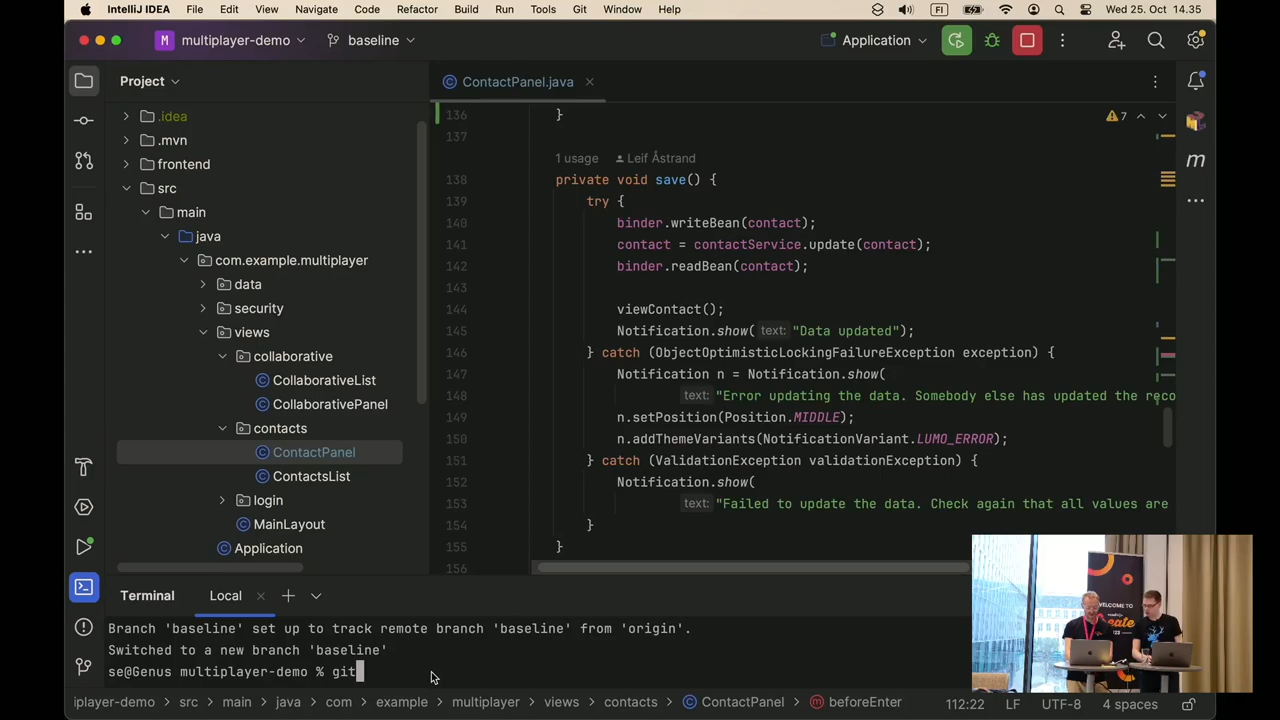 IntelliJ IDEA File Edit View Navigate Code Refactor Build Run Tools Git Window Help FI Wed 25. Oct 14.35
M multiplayer-demo baseline Application
Project
ContactPanel.java
.idea
.mvn
frontend
src
main
java
com.example.multiplayer
data
security
views
collaborative
CollaborativeList
CollaborativePanel
contacts
ContactPanel
ContactsList
login
MainLayout
Application
7
m
136 }
137
1 usage Leif Åstrand
138 private void save() {
139 try {
140 binder.writeBean(contact);
141 contact = contactService.update(contact);
142 binder.readBean(contact);
143
144 viewContact();
145 Notification.show( text: "Data updated");
146 } catch (ObjectOptimisticLockingFailureException exception) {
147 Notification n = Notification.show(
148 text: "Error updating the data. Somebody else has updated the reco
149 n.setPosition(Position.MIDDLE);
150 n.addThemeVariants(NotificationVariant.LUMO_ERROR);
151 } catch (ValidationException validationException) {
152 Notification.show(
153 text: "Failed to update the data. Check again that all values are
154 }
155 }
156
Terminal Local
Branch 'baseline' set up to track remote branch 'baseline' from 'origin'.
Switched to a new branch 'baseline'
se@Genus multiplayer-demo % git
WELCOME TO
iplayer-demo src main java com example multiplayer views contacts ContactPanel beforeEnter 112:22 LF UTF-8 4 spaces